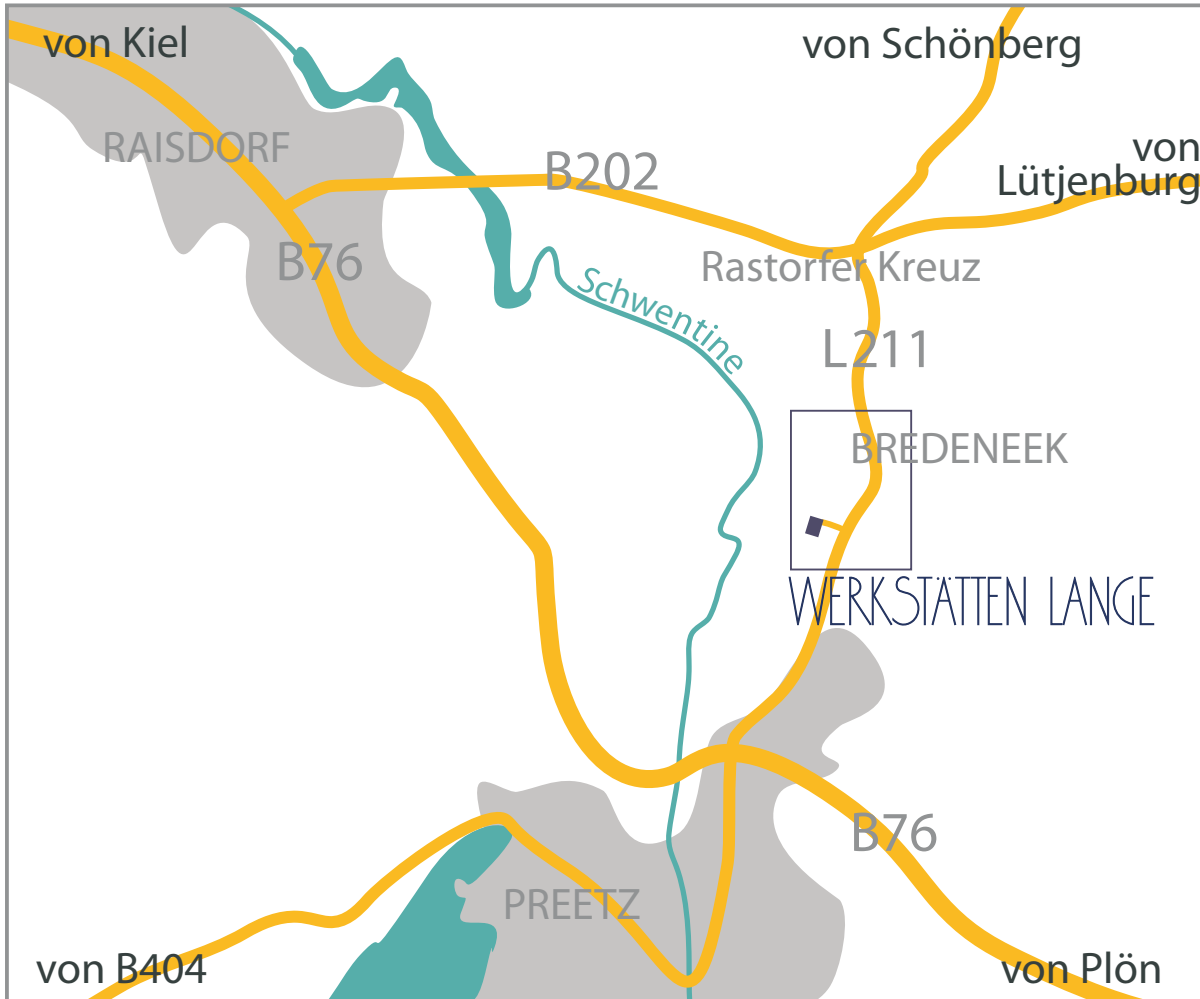 von Kiel
von Schönberg
RAISDORF
von
Lütjenburg
B202
B76
Rastorfer Kreuz
Schwentine
L 211
BREDENEEK
WERKSTÄTTEN LANGE
B76
PREETZ
von B404
von Plön